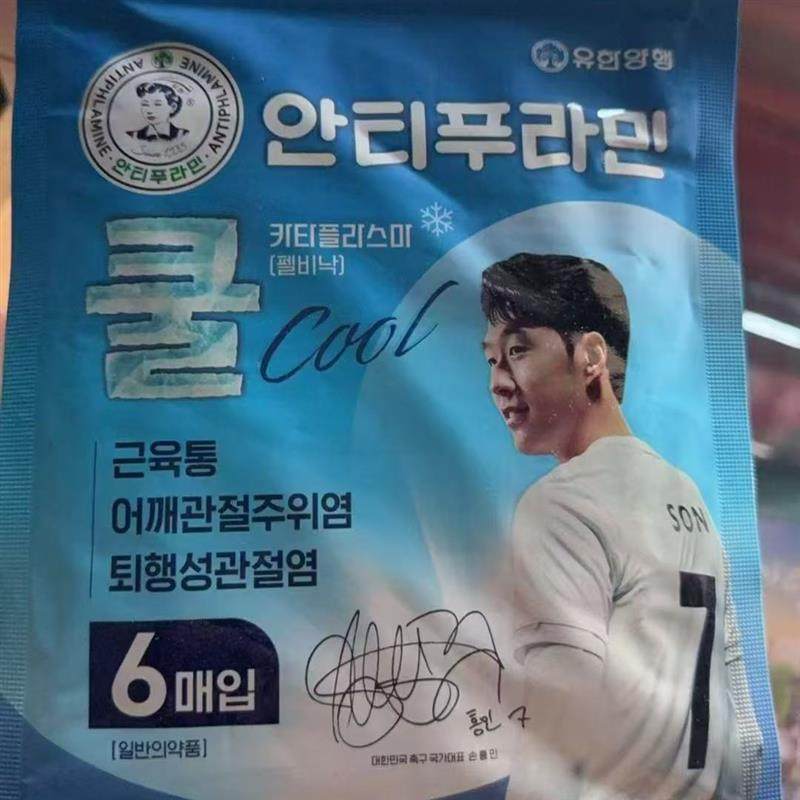 유한양행
ANTIPHLAMINE · ANTIPHLAMINE · 안티푸라민 ·
Since 1933
안티푸라민
쿨
카타플라스마
[펠비낙]
Cool
근육통
어깨관절주위염
퇴행성관절염
6매입
[일반의약품]
SON
7
흥민 7
대한민국 축구 국가대표 손흥민